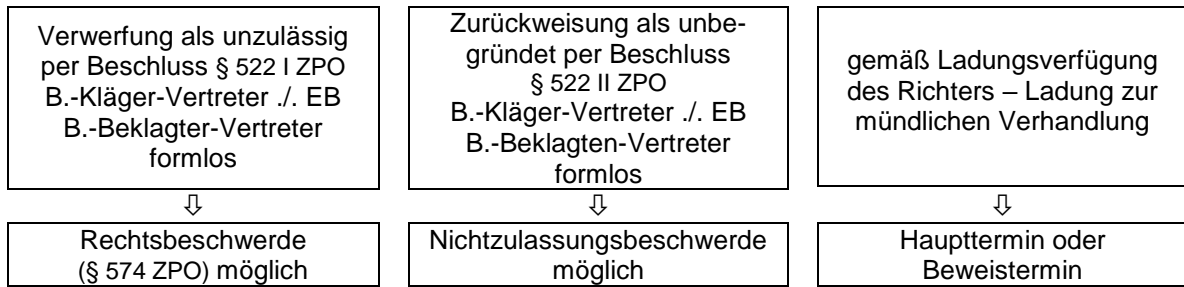 Verwerfung als unzulässig
per Beschluss § 522 I ZPO
B.-Kläger-Vertreter ./. EB
B.-Beklagter-Vertreter
formlos
Zurückweisung als unbe-
gründet per Beschluss
§ 522 II ZPO
B.-Kläger-Vertreter ./. EB
B.-Beklagten-Vertreter
formlos
gemäß Ladungsverfügung
des Richters – Ladung zur
mündlichen Verhandlung
⇩
⇩
⇩
Rechtsbeschwerde
(§ 574 ZPO) möglich
Nichtzulassungsbeschwerde
möglich
Haupttermin oder
Beweistermin